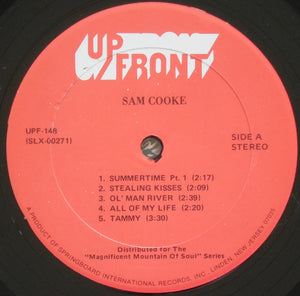 UP FRONT
SAM COOKE
UPF-148
(SLX-00271)
SIDE A
STEREO
1. SUMMERTIME Pt. 1 (2:17)
2. STEALING KISSES (2:09)
3. OL' MAN RIVER (2:39)
4. ALL OF MY LIFE (2:20)
5. TAMMY (3:30)
Distributed for The
"Magnificent Mountain Of Soul" Series
A PRODUCT OF SPRINGBOARD INTERNATIONAL RECORDS, INC. LINDEN, NEW JERSEY 07036